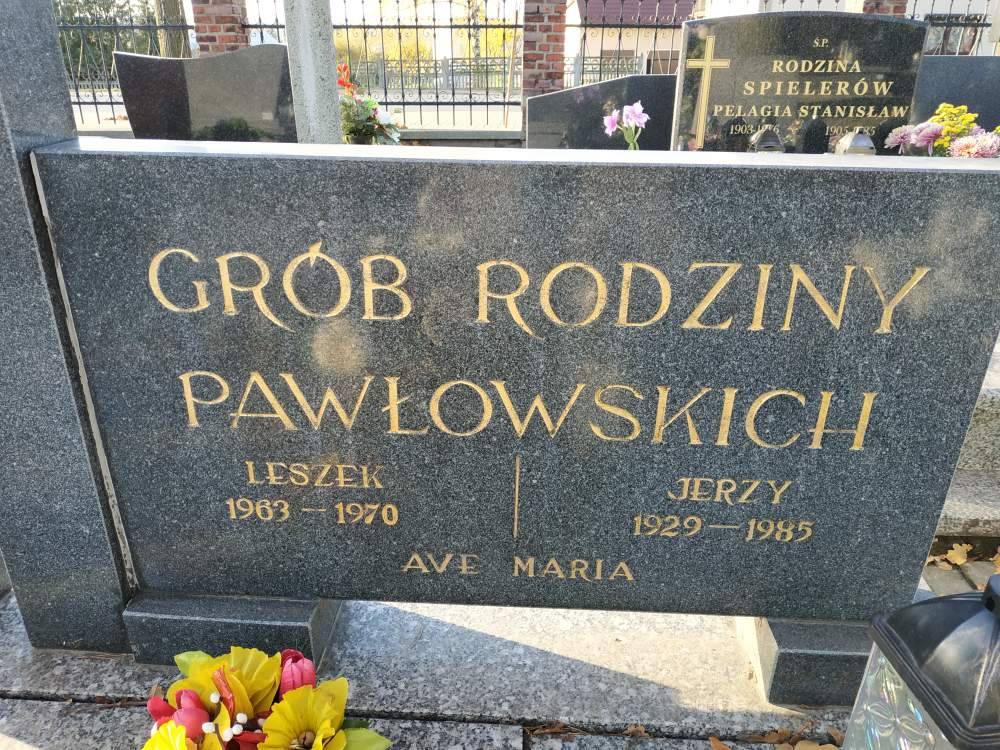 Ś.P.
RODZINA
SPIELERÓW
PELAGIA STANISŁAW
GRÓB RODZINY
PAWŁOWSKICH
LESZEK
1963 – 1970
JERZY
1929 – 1985
AVE MARIA